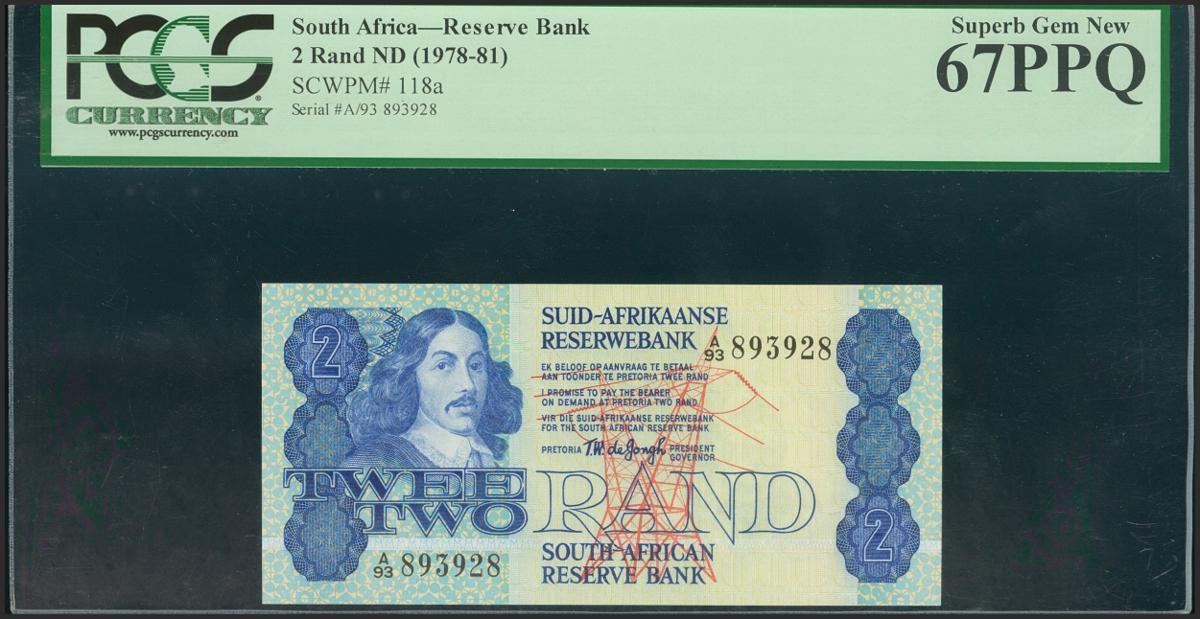 PCGS
CURRENCY
www.pcgscurrency.com
South Africa—Reserve Bank
2 Rand ND (1978-81)
SCWPM# 118a
Serial #A/93 893928
Superb Gem New
67PPQ
2
SUID-AFRIKAANSE
RESERWEBANK
A/93 893928
EK BELOOF OP AANVRAAG TE BETAAL
AAN TOONDER TE PRETORIA TWEE RAND
I PROMISE TO PAY THE BEARER
ON DEMAND AT PRETORIA TWO RAND
VIR DIE SUID-AFRIKAANSE RESERWEBANK
FOR THE SOUTH AFRICAN RESERVE BANK
PRETORIA T.W. de Jongh PRESIDENT
GOVERNOR
TWEE
TWO
RAND
2
A/93 893928
SOUTH AFRICAN
RESERVE BANK